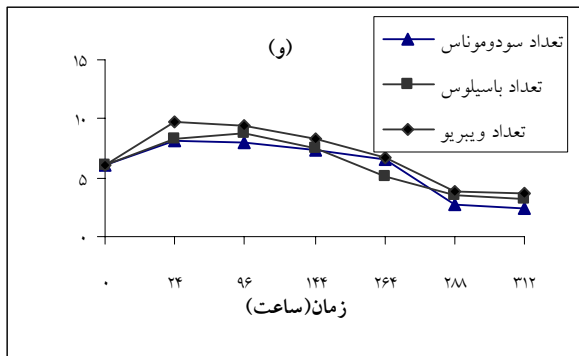 (و)
تعداد سودوموناس
تعداد باسیلوس
تعداد ویبریو
۱۵
۱۰
۵
۰
۰ ۲۴ ۹۶ ۱۴۴ ۲۶۴ ۲۸۸ ۳۱۲
زمان(ساعت)